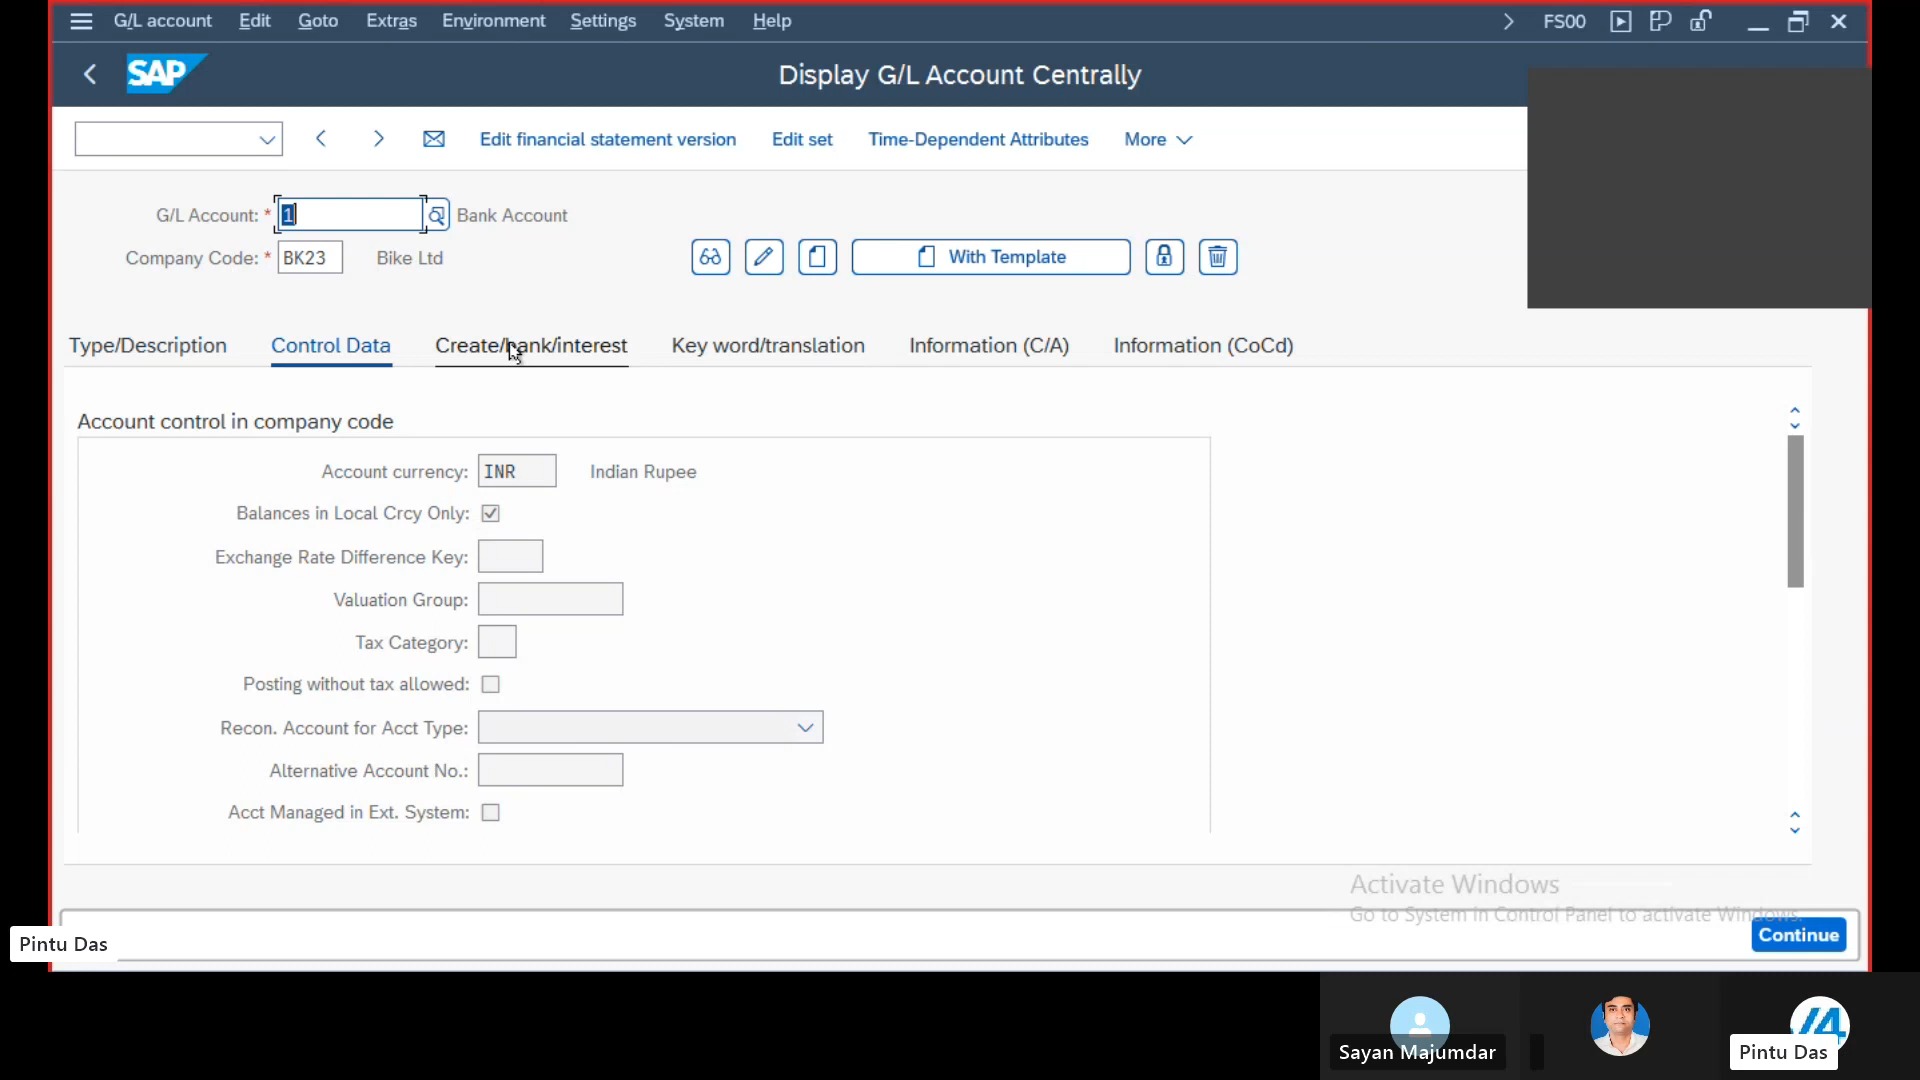 G/L account Edit Goto Extras Environment Settings System Help FS00
SAP Display G/L Account Centrally
Edit financial statement version Edit set Time-Dependent Attributes More
G/L Account: * 1 Bank Account
Company Code: * BK23 Bike Ltd With Template
Type/Description Control Data Create/bank/interest Key word/translation Information (C/A) Information (CoCd)
Account control in company code
Account currency: INR Indian Rupee
Balances in Local Crcy Only:
Exchange Rate Difference Key:
Valuation Group:
Tax Category:
Posting without tax allowed:
Recon. Account for Acct Type:
Alternative Account No.:
Acct Managed in Ext. System:
Activate Windows
Go to System in Control Panel to activate Windows.
Continue
Pintu Das
Sayan Majumdar
Pintu Das